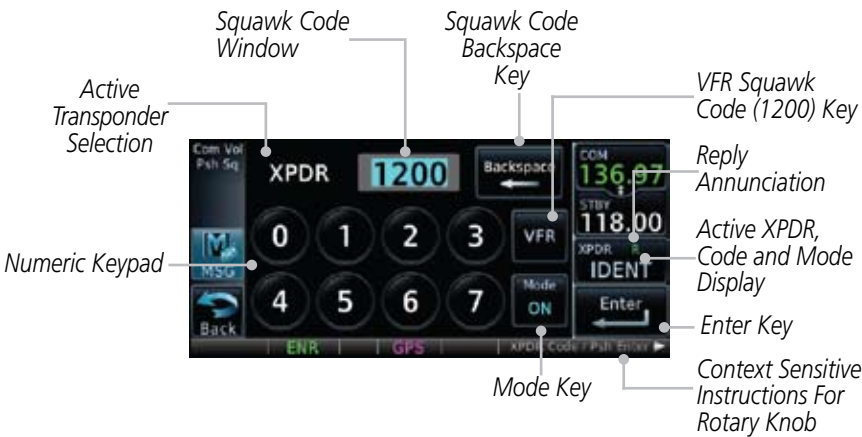 Squawk Code
Window
Squawk Code
Backspace
Key
Active
Transponder
Selection
VFR Squawk
Code (1200) Key
Reply
Annunciation
Active XPDR,
Code and Mode
Display
Numeric Keypad
Enter Key
Mode Key
Context Sensitive
Instructions For
Rotary Knob
Com Vol
Psh Sq
XPDR
1200
Backspace
COM
136.97
STBY
118.00
0
1
2
3
VFR
XPDR R
IDENT
MSG
4
5
6
7
Mode
ON
Enter
Back
ENR
GPS
XPDR Code / Psh Enter